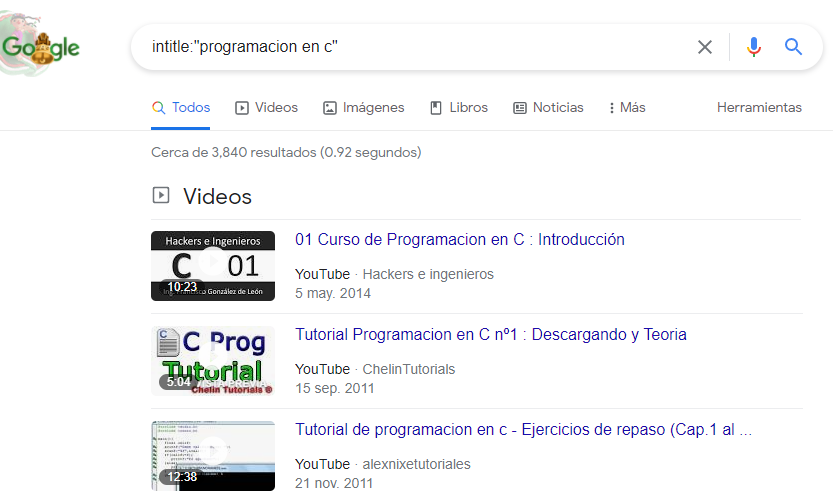 Google
intitle:"programacion en c"
Todos Videos Imágenes Libros Noticias Más Herramientas
Cerca de 3,840 resultados (0.92 segundos)
Videos
Hackers e Ingenieros
C 01
10:23
Ing. Francisco González de León
01 Curso de Programacion en C : Introducción
YouTube · Hackers e ingenieros
5 may. 2014
C Prog
Tutorial
5:04
Chelin Tutorials ®
Tutorial Programacion en C nº1 : Descargando y Teoria
YouTube · ChelinTutorials
15 sep. 2011
12:38
Tutorial de programacion en c - Ejercicios de repaso (Cap.1 al ...
YouTube · alexnixetutoriales
21 nov. 2011